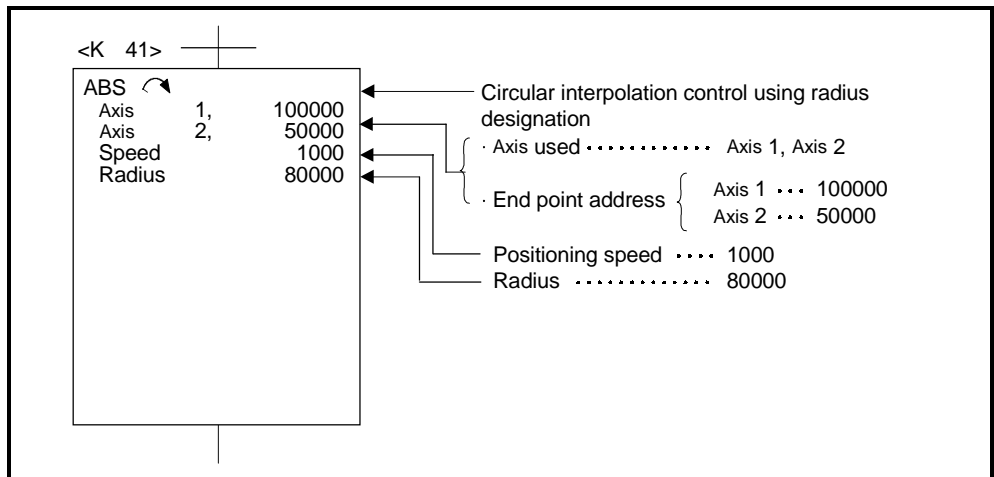 <K 41>
ABS
Axis 1, 100000
Axis 2, 50000
Speed 1000
Radius 80000
Circular interpolation control using radius
designation
· Axis used ············ Axis 1, Axis 2
· End point address
Axis 1 ··· 100000
Axis 2 ··· 50000
Positioning speed ···· 1000
Radius ············· 80000